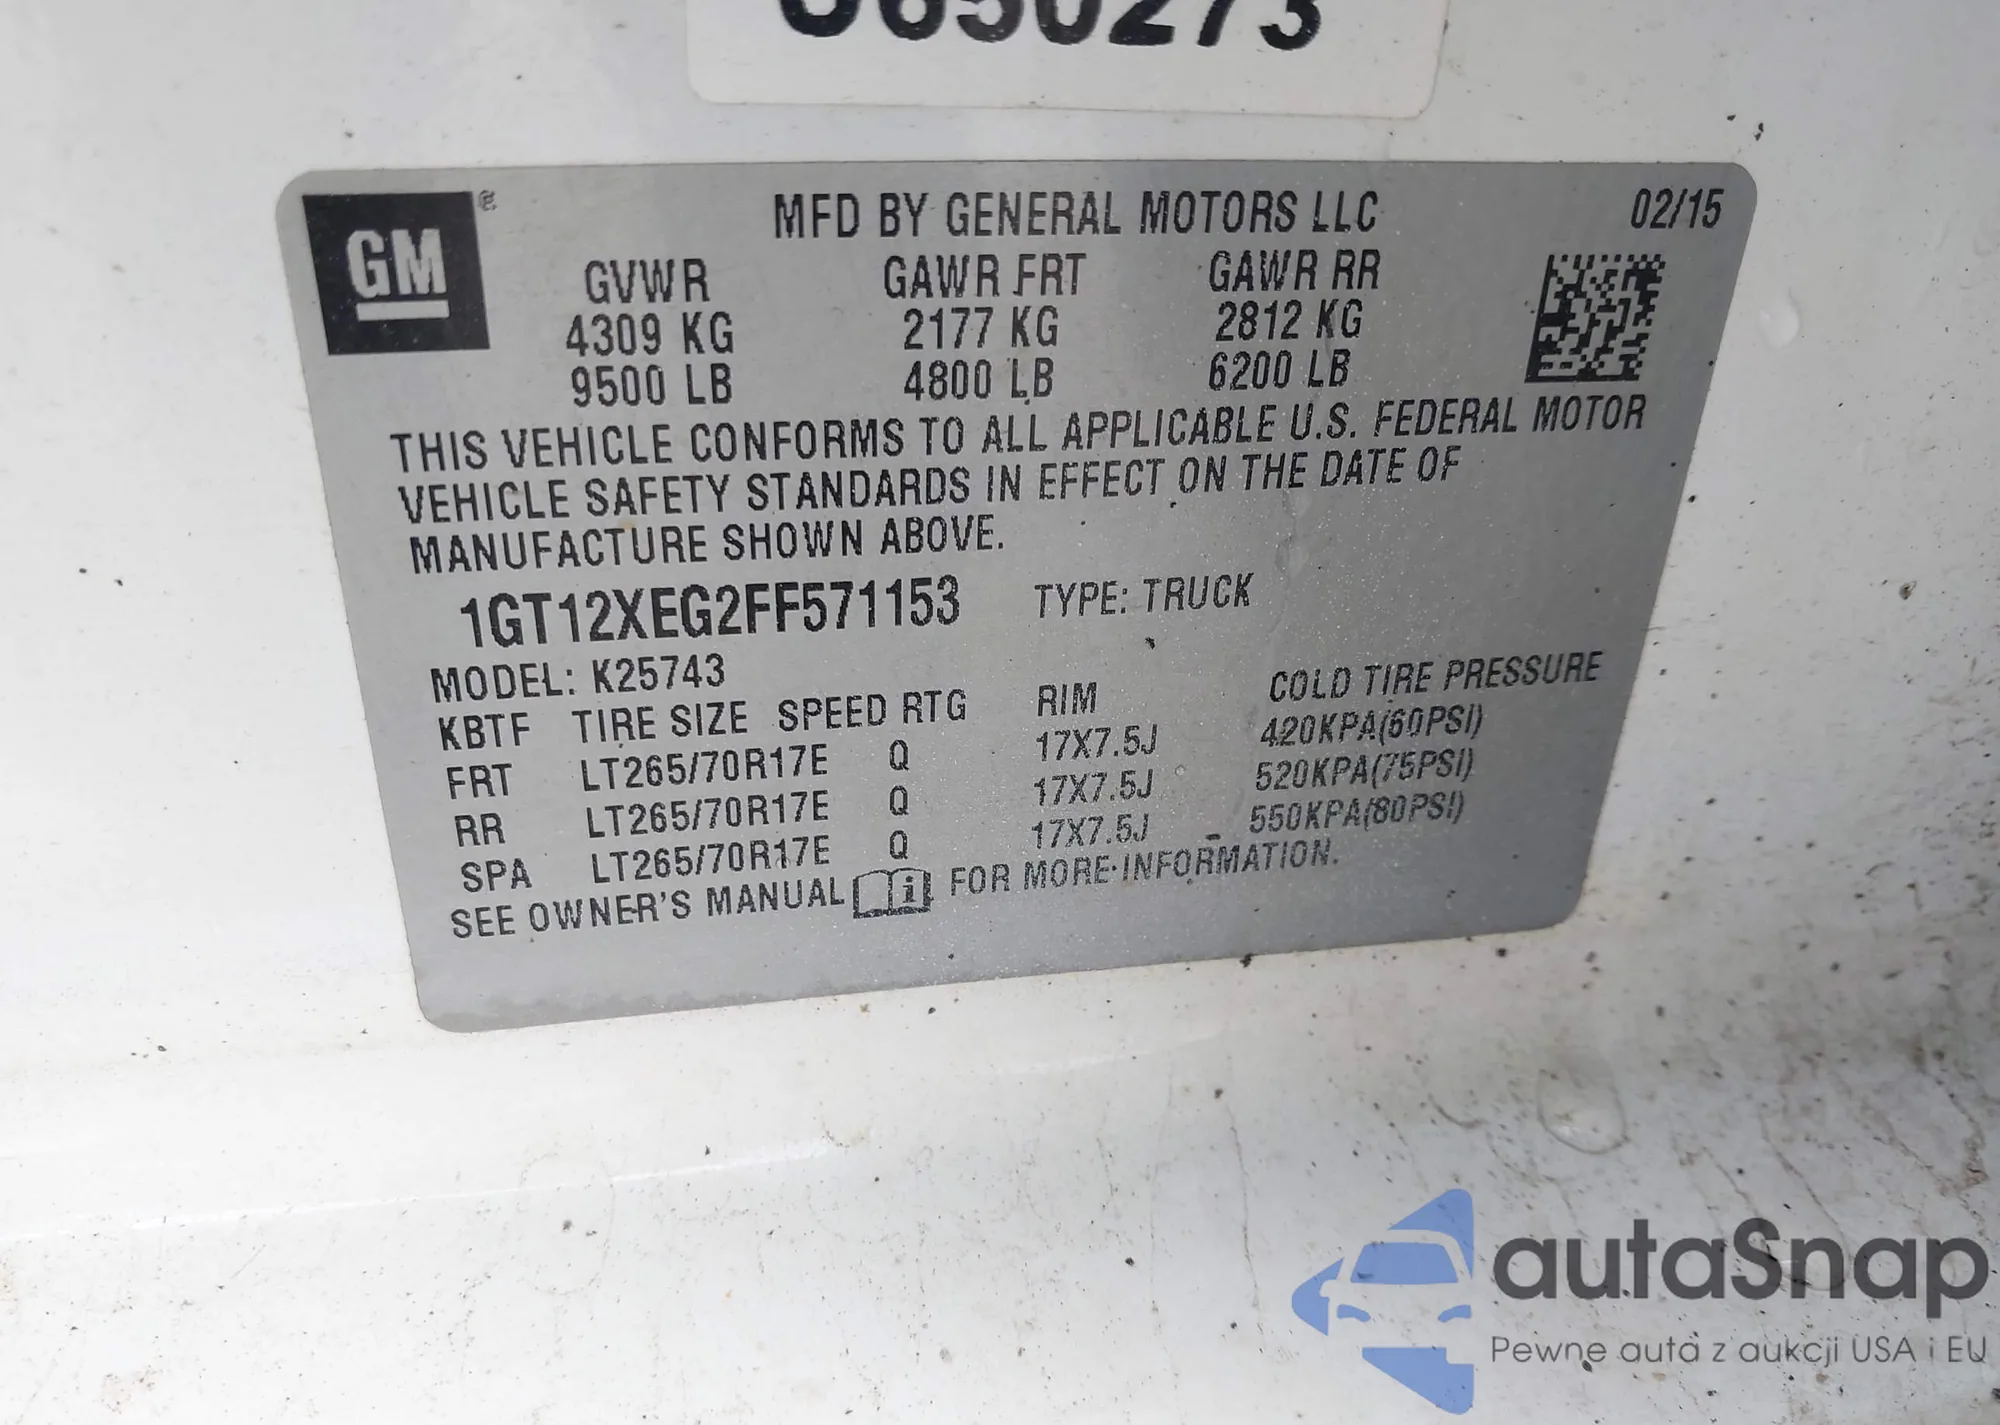 0650273
GM ®
MFD BY GENERAL MOTORS LLC 02/15
GVWR GAWR FRT GAWR RR
4309 KG 2177 KG 2812 KG
9500 LB 4800 LB 6200 LB
THIS VEHICLE CONFORMS TO ALL APPLICABLE U.S. FEDERAL MOTOR
VEHICLE SAFETY STANDARDS IN EFFECT ON THE DATE OF
MANUFACTURE SHOWN ABOVE.
1GT12XEG2FF571153 TYPE: TRUCK
MODEL: K25743
KBTF TIRE SIZE SPEED RTG RIM COLD TIRE PRESSURE
FRT LT265/70R17E Q 17X7.5J 420KPA(60PSI)
RR LT265/70R17E Q 17X7.5J 520KPA(75PSI)
SPA LT265/70R17E Q 17X7.5J 550KPA(80PSI)
SEE OWNER'S MANUAL i FOR MORE INFORMATION.
autaSnap
Pewne auta z aukcji USA i EU